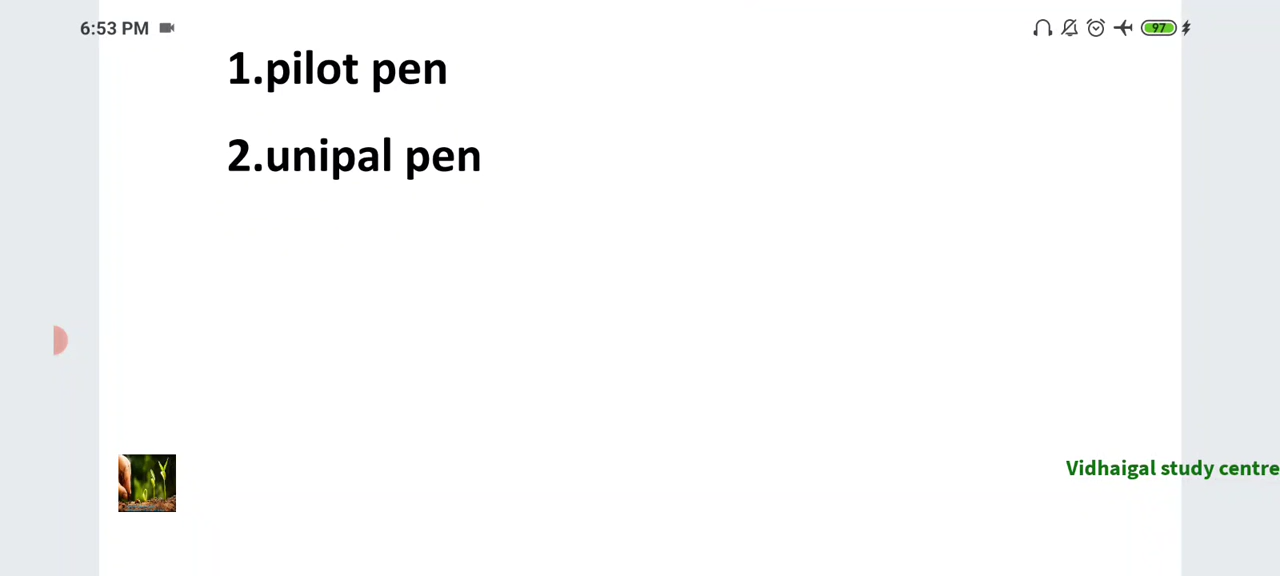 6:53 PM
97
1.pilot pen
2.unipal pen
Vidhaigal study centre